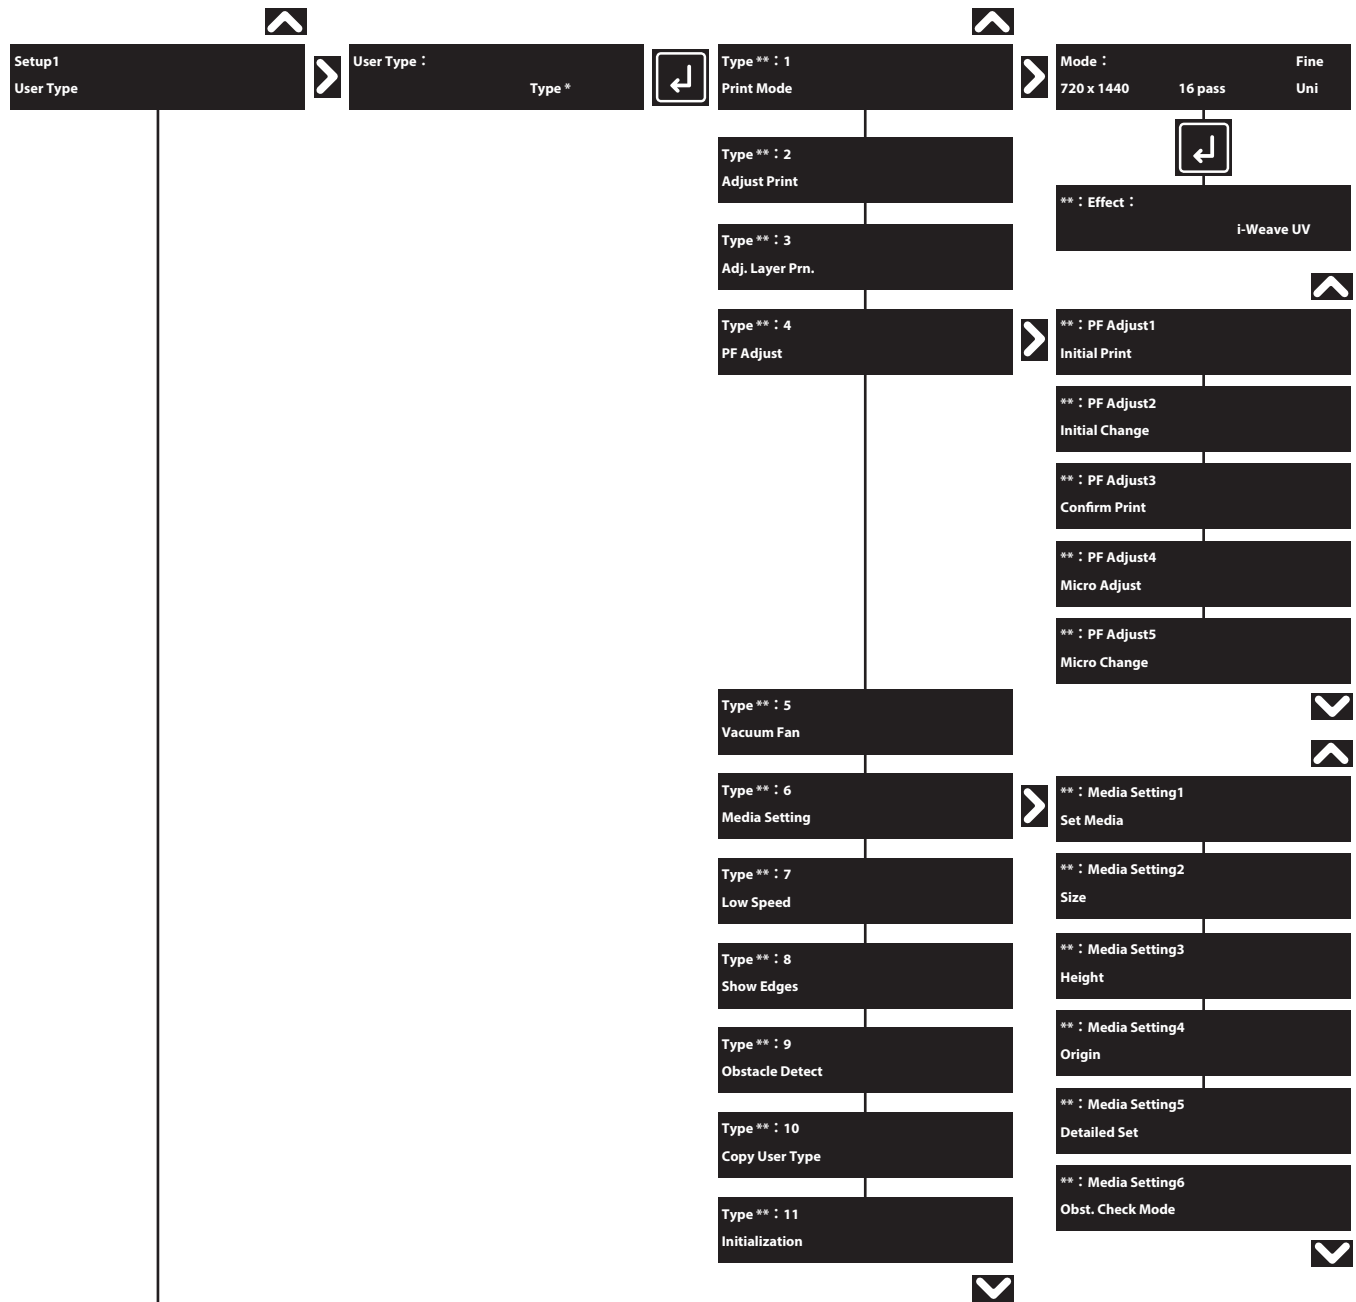 Setup1
User Type
User Type：
Type *
Type **：1
Print Mode
Mode： Fine
720 x 1440 16 pass Uni
Type **：2
Adjust Print
**：Effect：
i-Weave UV
Type **：3
Adj. Layer Prn.
Type **：4
PF Adjust
**：PF Adjust1
Initial Print
**：PF Adjust2
Initial Change
**：PF Adjust3
Confirm Print
**：PF Adjust4
Micro Adjust
**：PF Adjust5
Micro Change
Type **：5
Vacuum Fan
Type **：6
Media Setting
**：Media Setting1
Set Media
**：Media Setting2
Size
**：Media Setting3
Height
**：Media Setting4
Origin
**：Media Setting5
Detailed Set
**：Media Setting6
Obst. Check Mode
Type **：7
Low Speed
Type **：8
Show Edges
Type **：9
Obstacle Detect
Type **：10
Copy User Type
Type **：11
Initialization